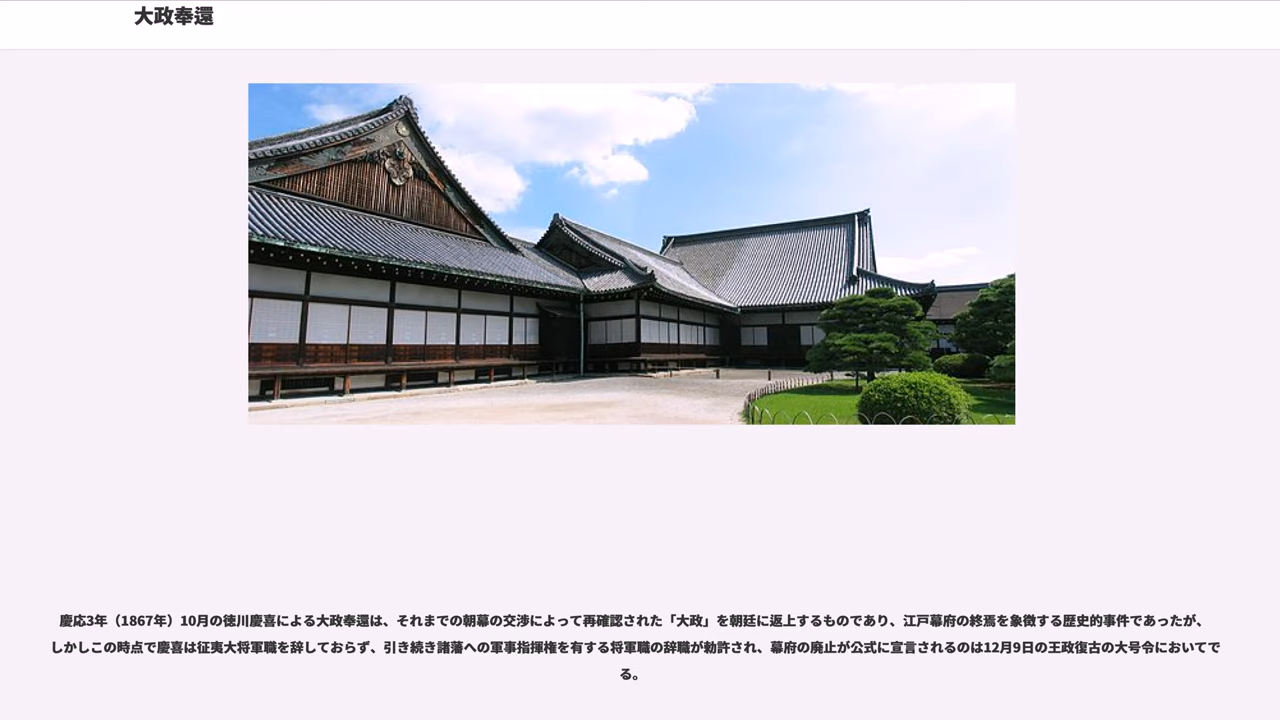 大政奉還
慶応3年（1867年）10月の徳川慶喜による大政奉還は、それまでの朝幕の交渉によって再確認された「大政」を朝廷に返上するものであり、江戸幕府の終焉を象徴する歴史的事件であったが、
しかしこの時点で慶喜は征夷大将軍職を辞しておらず、引き続き諸藩への軍事指揮権を有する将軍職の辞職が勅許され、幕府の廃止が公式に宣言されるのは12月9日の王政復古の大号令においてで
る。